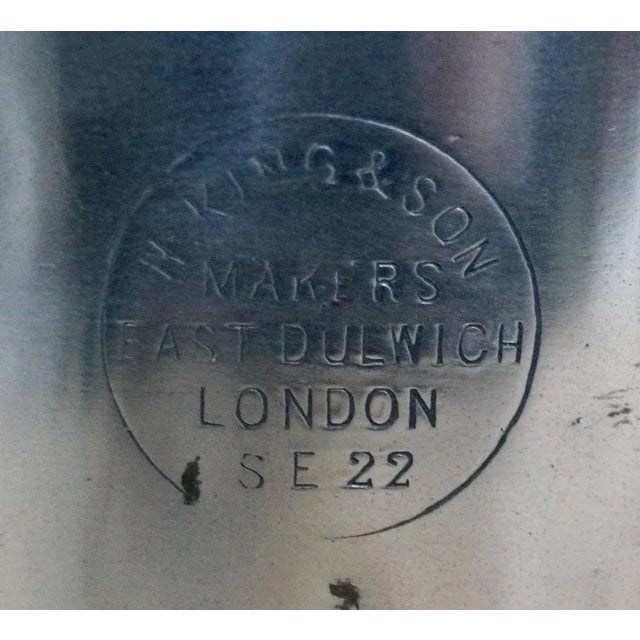 H. KING & SON
MAKERS
EAST DULWICH
LONDON
SE 22